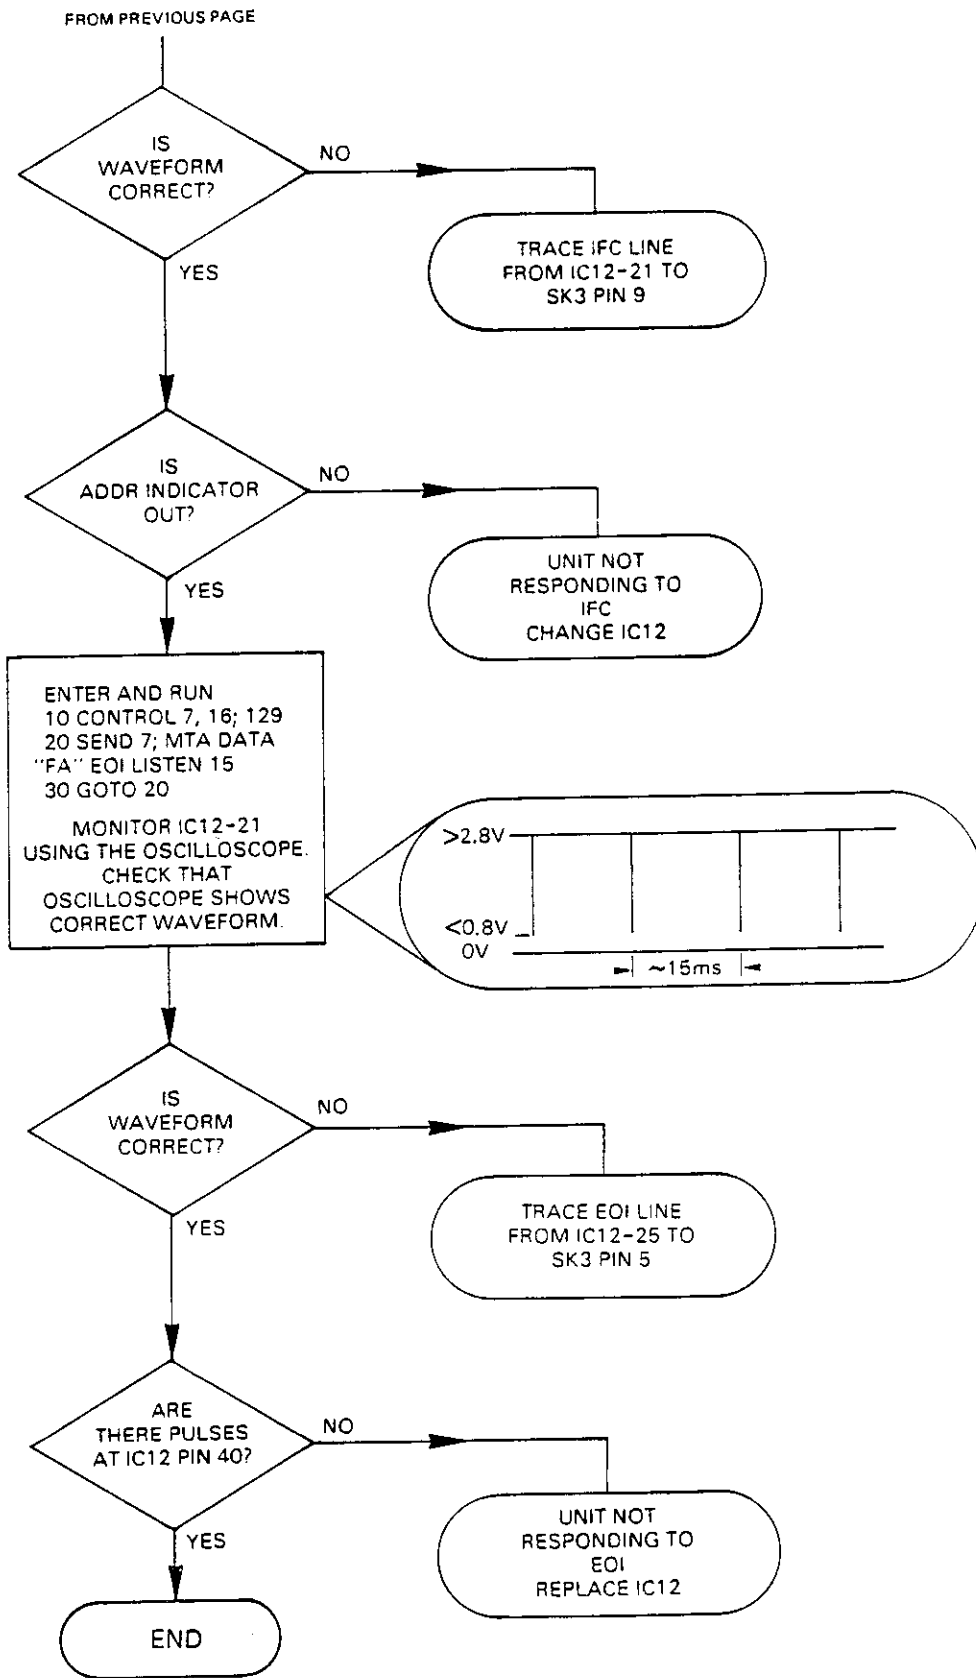 FROM PREVIOUS PAGE
IS
WAVEFORM
CORRECT?
NO
TRACE IFC LINE
FROM IC12-21 TO
SK3 PIN 9
YES
IS
ADDR INDICATOR
OUT?
NO
UNIT NOT
RESPONDING TO
IFC
CHANGE IC12
YES
ENTER AND RUN
10 CONTROL 7, 16; 129
20 SEND 7; MTA DATA
"FA" EOI LISTEN 15
30 GOTO 20
MONITOR IC12-21
USING THE OSCILLOSCOPE.
CHECK THAT
OSCILLOSCOPE SHOWS
CORRECT WAVEFORM.
>2.8V
<0.8V
0V
~15ms
IS
WAVEFORM
CORRECT?
NO
TRACE EOI LINE
FROM IC12-25 TO
SK3 PIN 5
YES
ARE
THERE PULSES
AT IC12 PIN 40?
NO
UNIT NOT
RESPONDING TO
EOI
REPLACE IC12
YES
END